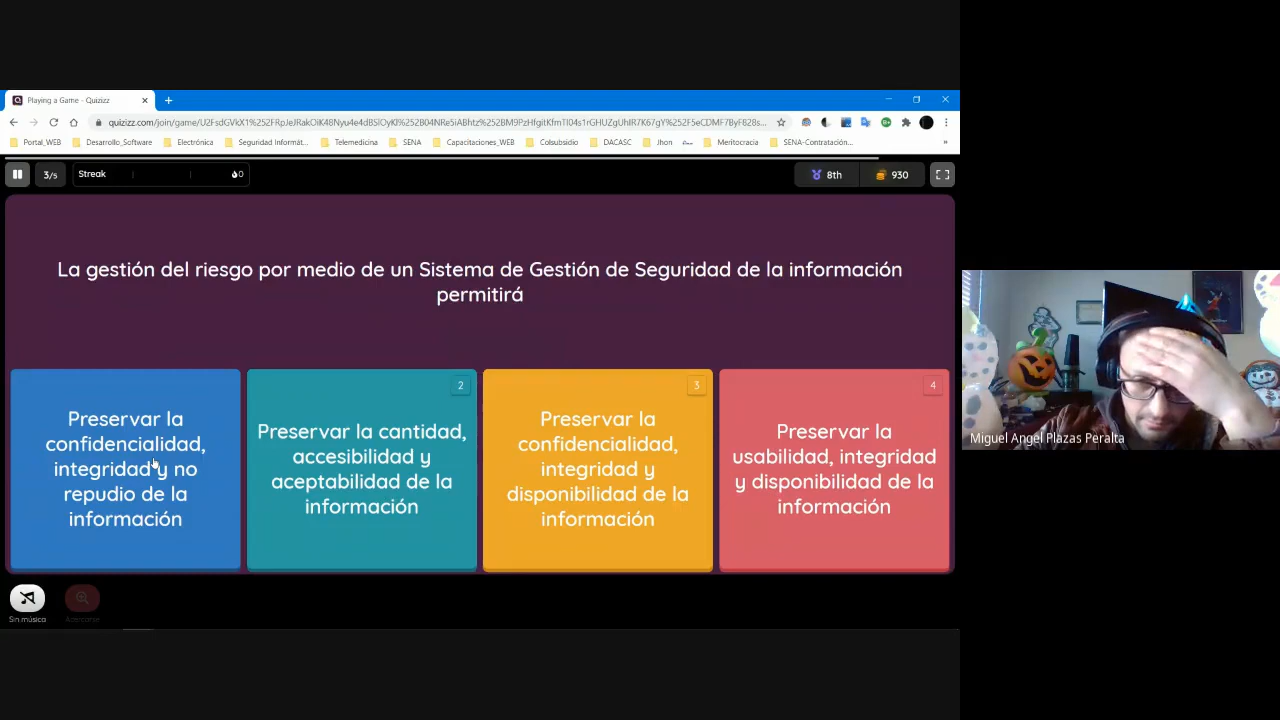 Playing a Game - Quizizz
Portal_WEB
Desarrollo_Software
Electrónica
Seguridad Informát...
Telemedicina
SENA
Capacitaciones_WEB
Colsubsidio
DACASC
Jhon
Meritocracia
SENA-Contratación...
»
3/5
Streak
0
8th
930
La gestión del riesgo por medio de un Sistema de Gestión de Seguridad de la información
permitirá
Preservar la
confidencialidad,
integridad y no
repudio de la
información
2
Preservar la cantidad,
accesibilidad y
aceptabilidad de la
información
3
Preservar la
confidencialidad,
integridad y
disponibilidad de la
información
4
Preservar la
usabilidad, integridad
y disponibilidad de la
información
Sin música
Acercarse
Miguel Angel Plazas Peralta